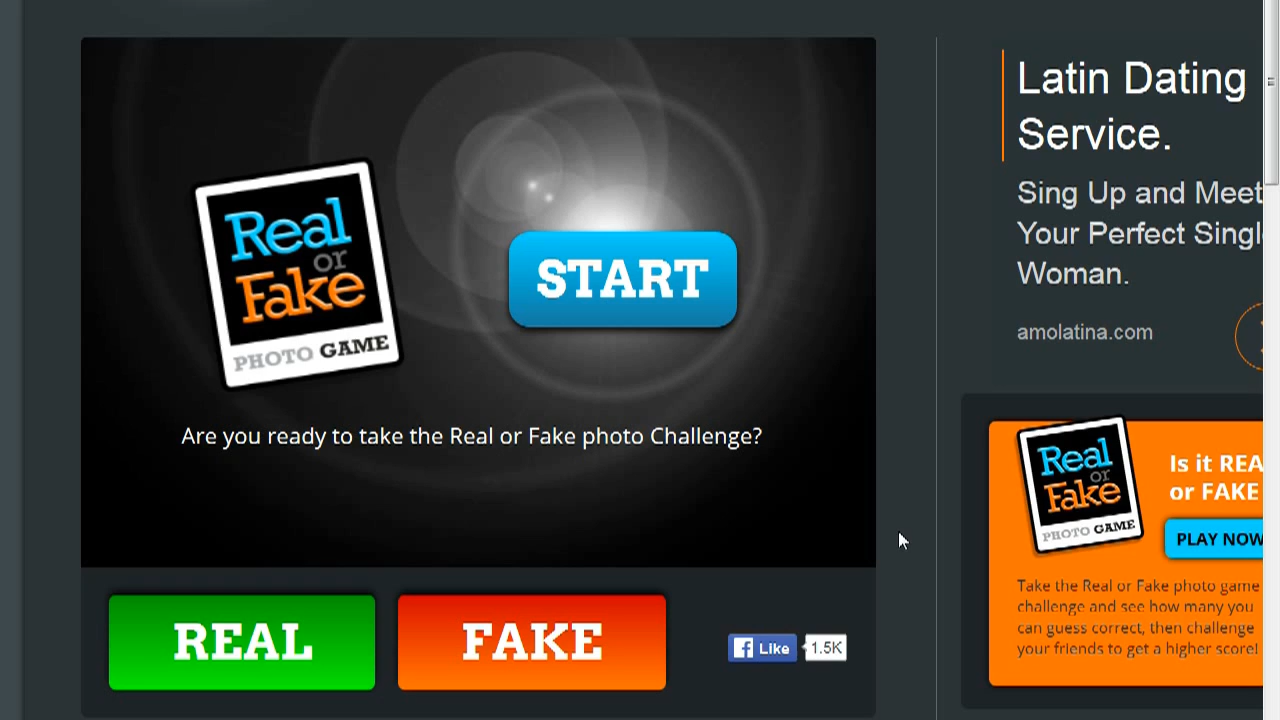 Real
or
Fake
PHOTO GAME
START
Are you ready to take the Real or Fake photo Challenge?
REAL
FAKE
Like
1.5K
Latin Dating
Service.
Sing Up and Meet
Your Perfect Singl
Woman.
amolatina.com
Real
or
Fake
PHOTO GAME
Is it REA
or FAKE
PLAY NOW
Take the Real or Fake photo game
challenge and see how many you
can guess correct, then challenge
your friends to get a higher score!